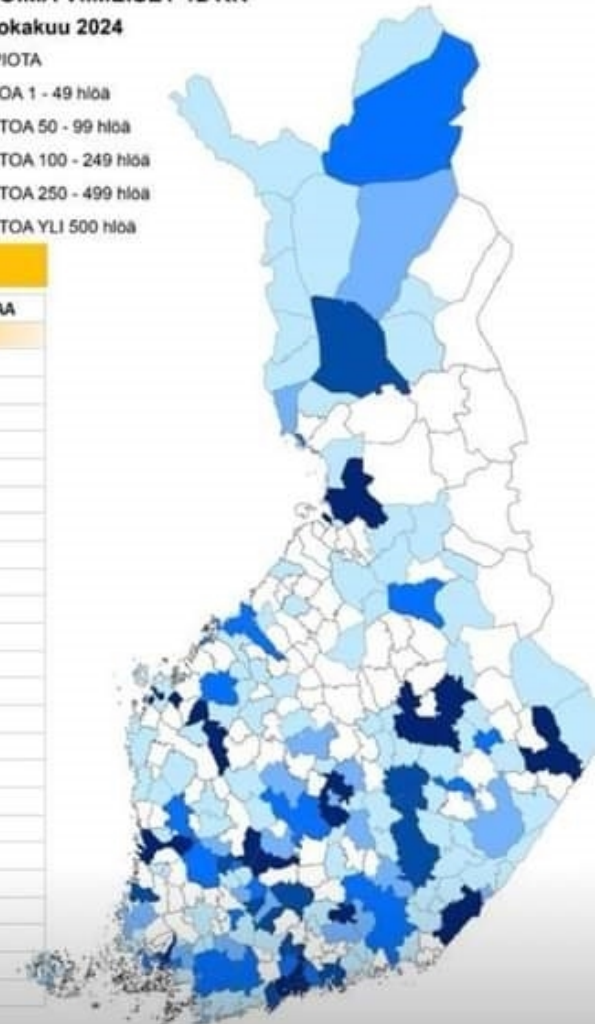 okakuu 2024
PIOTA
OA 1 - 49 hlöä
TOA 50 - 99 hlöä
TOA 100 - 249 hlöä
TOA 250 - 499 hlöä
TOA YLI 500 hlöä
AA